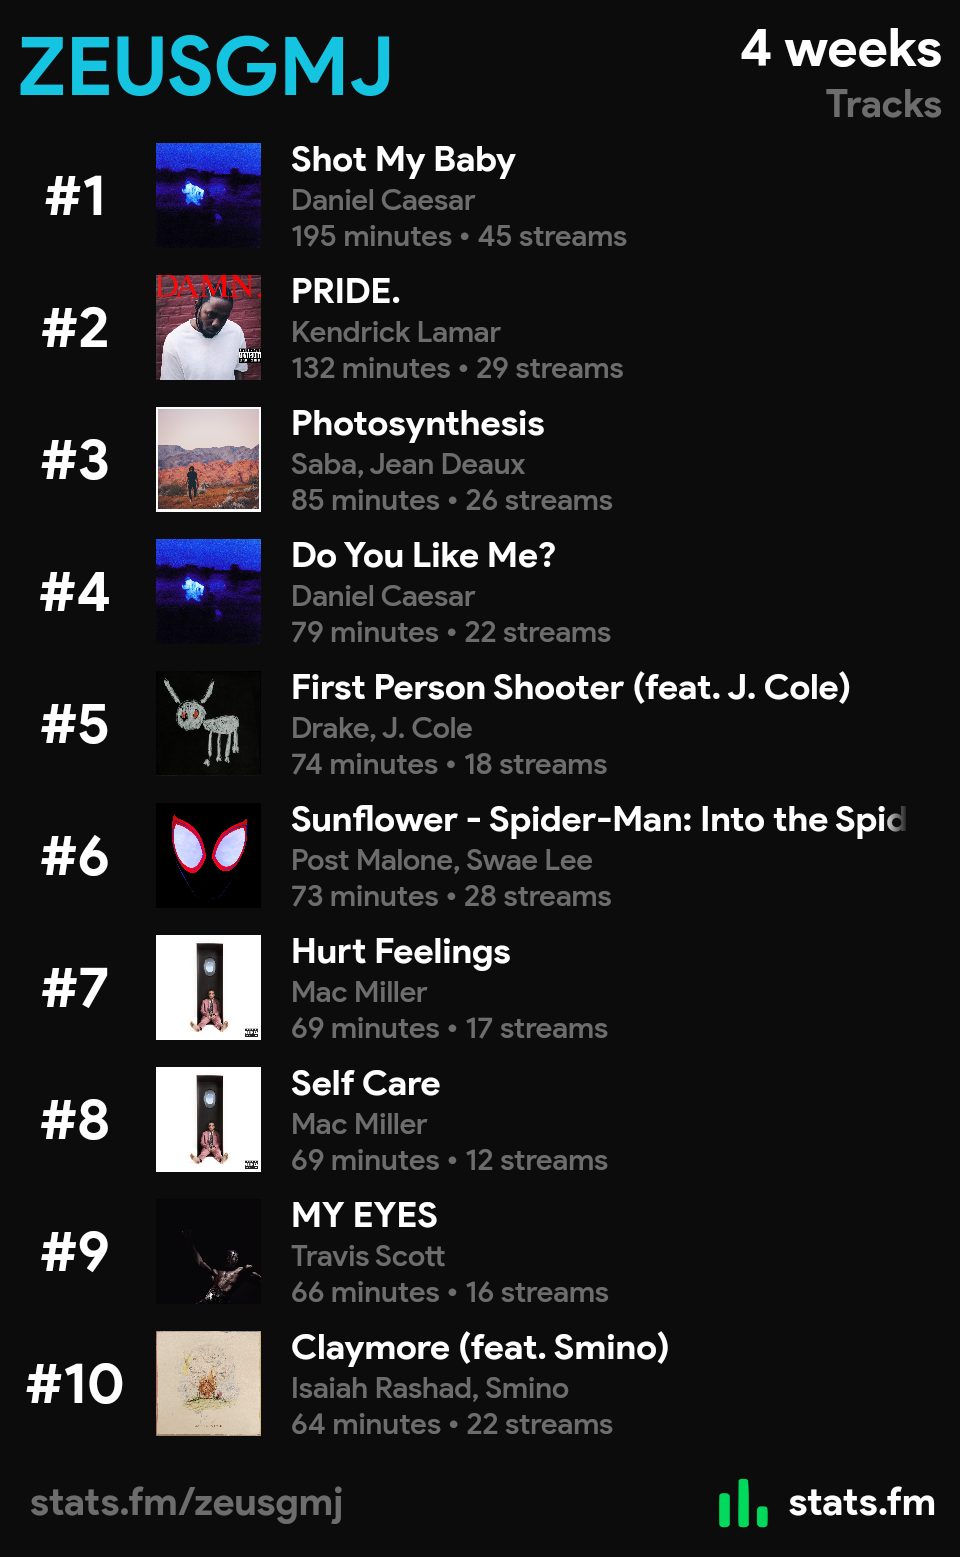 ZEUSGMJ
4 weeks
Tracks
#1
Shot My Baby
Daniel Caesar
195 minutes • 45 streams
#2
DAMN.
PRIDE.
Kendrick Lamar
132 minutes • 29 streams
#3
Photosynthesis
Saba, Jean Deaux
85 minutes • 26 streams
#4
Do You Like Me?
Daniel Caesar
79 minutes • 22 streams
#5
First Person Shooter (feat. J. Cole)
Drake, J. Cole
74 minutes • 18 streams
#6
Sunflower - Spider-Man: Into the Spid
Post Malone, Swae Lee
73 minutes • 28 streams
#7
Hurt Feelings
Mac Miller
69 minutes • 17 streams
#8
Self Care
Mac Miller
69 minutes • 12 streams
#9
MY EYES
Travis Scott
66 minutes • 16 streams
#10
Claymore (feat. Smino)
Isaiah Rashad, Smino
64 minutes • 22 streams
stats.fm/zeusgmj
stats.fm